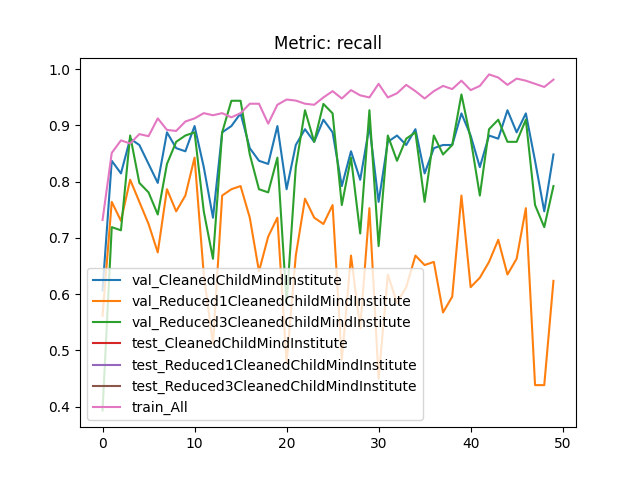 Metric: recall
1.0
0.9
0.8
0.7
0.6
0.5
0.4
val_CleanedChildMindInstitute
val_Reduced1CleanedChildMindInstitute
val_Reduced3CleanedChildMindInstitute
test_CleanedChildMindInstitute
test_Reduced1CleanedChildMindInstitute
test_Reduced3CleanedChildMindInstitute
train_All
0 10 20 30 40 50